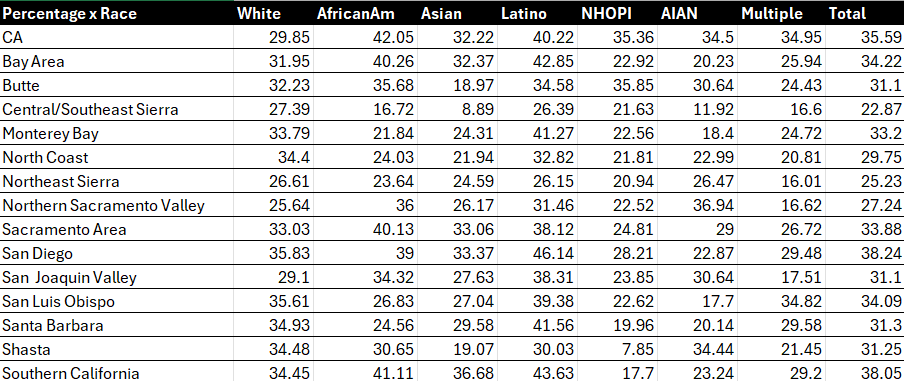 Percentage x Race White AfricanAm Asian Latino NHOPI AIAN Multiple Total
CA 29.85 42.05 32.22 40.22 35.36 34.5 34.95 35.59
Bay Area 31.95 40.26 32.37 42.85 22.92 20.23 25.94 34.22
Butte 32.23 35.68 18.97 34.58 35.85 30.64 24.43 31.1
Central/Southeast Sierra 27.39 16.72 8.89 26.39 21.63 11.92 16.6 22.87
Monterey Bay 33.79 21.84 24.31 41.27 22.56 18.4 24.72 33.2
North Coast 34.4 24.03 21.94 32.82 21.81 22.99 20.81 29.75
Northeast Sierra 26.61 23.64 24.59 26.15 20.94 26.47 16.01 25.23
Northern Sacramento Valley 25.64 36 26.17 31.46 22.52 36.94 16.62 27.24
Sacramento Area 33.03 40.13 33.06 38.12 24.81 29 26.72 33.88
San Diego 35.83 39 33.37 46.14 28.21 22.87 29.48 38.24
San Joaquin Valley 29.1 34.32 27.63 38.31 23.85 30.64 17.51 31.1
San Luis Obispo 35.61 26.83 27.04 39.38 22.62 17.7 34.82 34.09
Santa Barbara 34.93 24.56 29.58 41.56 19.96 20.14 29.58 31.3
Shasta 34.48 30.65 19.07 30.03 7.85 34.44 21.45 31.25
Southern California 34.45 41.11 36.68 43.63 17.7 23.24 29.2 38.05